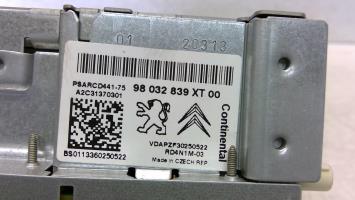 01 20313
PSARCD441-75
A2C31370301
98 032 839 XT 00
Continental
VDAPZF30250522
RD4N1M-03
Made in CZECH REP
BS0113360250522